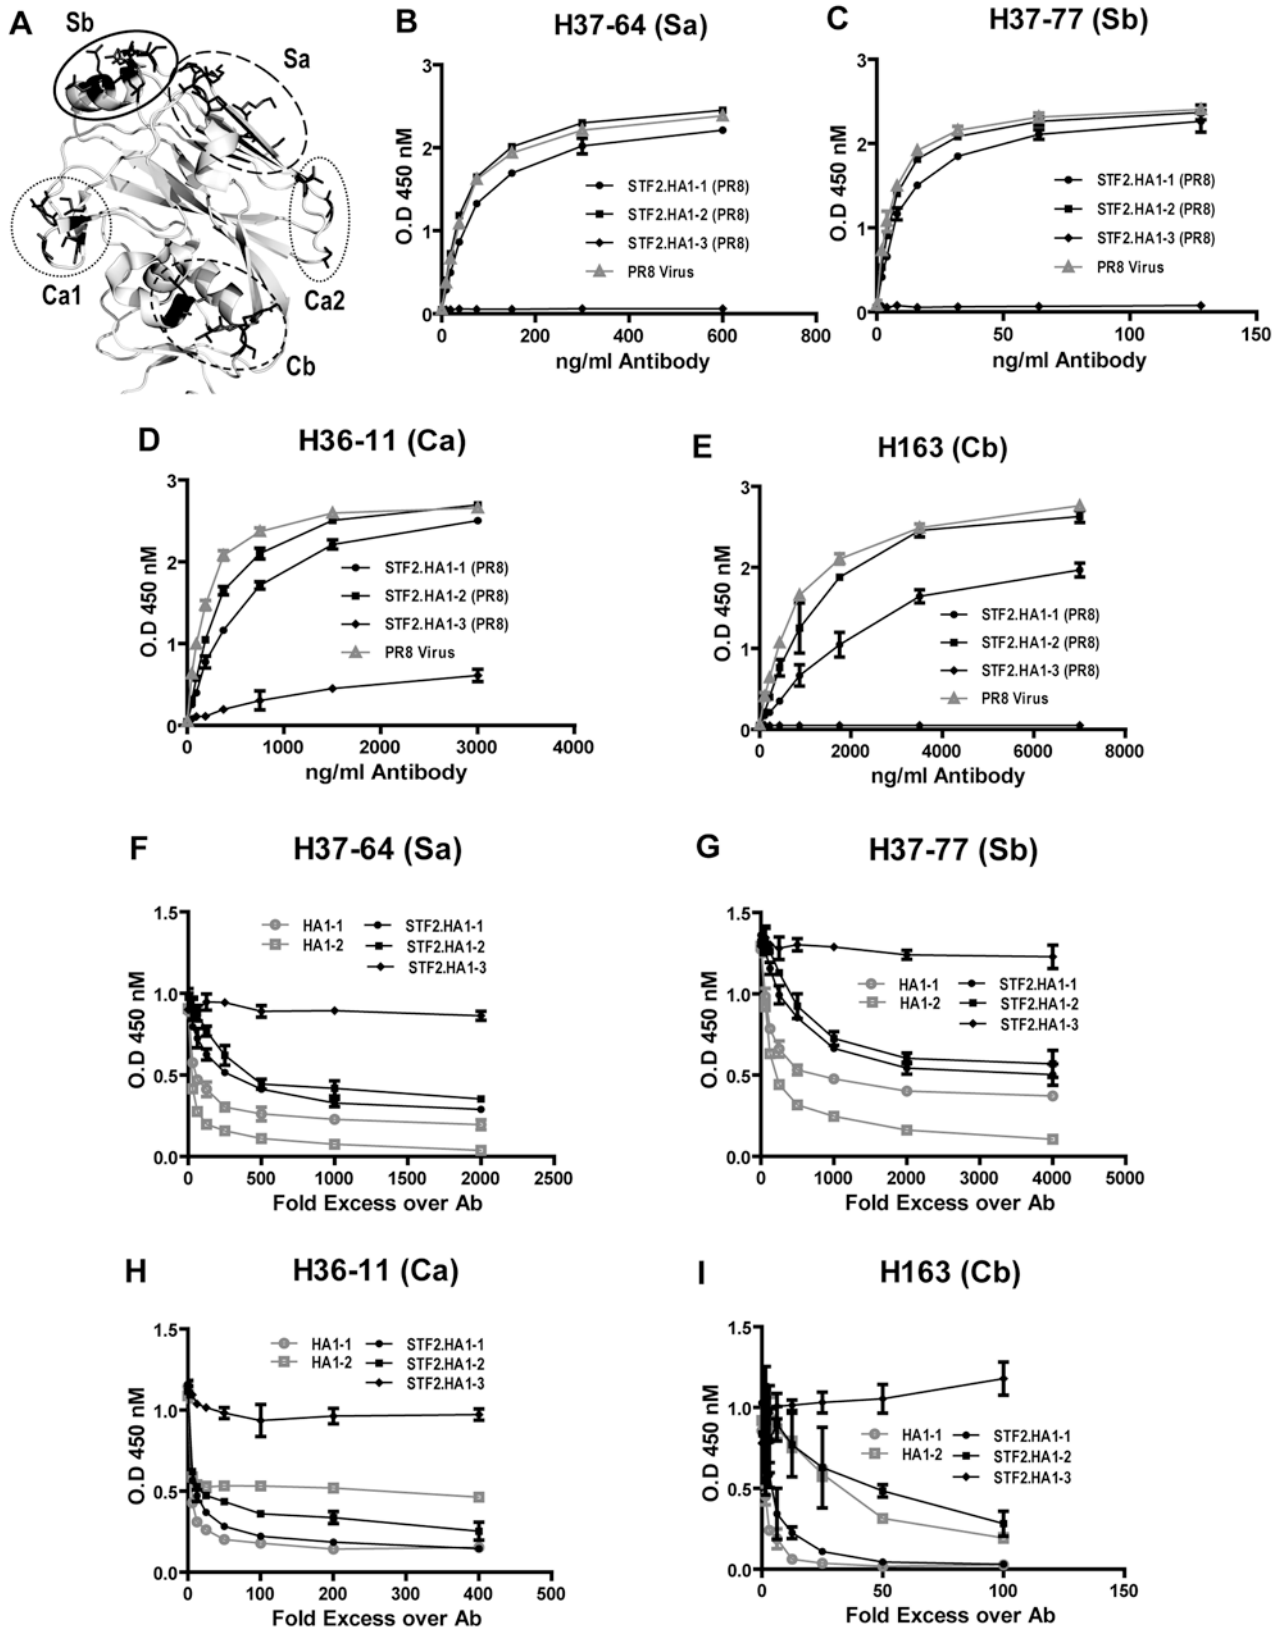 A
Sb
Sa
Ca1
Ca2
Cb
B
H37-64 (Sa)
O.D 450 nM
3
2
1
0
STF2.HA1-1 (PR8)
STF2.HA1-2 (PR8)
STF2.HA1-3 (PR8)
PR8 Virus
0 200 400 600 800
ng/ml Antibody
C
H37-77 (Sb)
O.D 450 nM
3
2
1
0
STF2.HA1-1 (PR8)
STF2.HA1-2 (PR8)
STF2.HA1-3 (PR8)
PR8 Virus
0 50 100 150
ng/ml Antibody
D
H36-11 (Ca)
O.D 450 nM
3
2
1
0
STF2.HA1-1 (PR8)
STF2.HA1-2 (PR8)
STF2.HA1-3 (PR8)
PR8 Virus
0 1000 2000 3000 4000
ng/ml Antibody
E
H163 (Cb)
O.D 450 nM
3
2
1
0
STF2.HA1-1 (PR8)
STF2.HA1-2 (PR8)
STF2.HA1-3 (PR8)
PR8 Virus
0 2000 4000 6000 8000
ng/ml Antibody
F
H37-64 (Sa)
O.D 450 nM
1.5
1.0
0.5
0.0
HA1-1 STF2.HA1-1
HA1-2 STF2.HA1-2
STF2.HA1-3
0 500 1000 1500 2000 2500
Fold Excess over Ab
G
H37-77 (Sb)
O.D 450 nM
1.5
1.0
0.5
0.0
HA1-1 STF2.HA1-1
HA1-2 STF2.HA1-2
STF2.HA1-3
0 1000 2000 3000 4000 5000
Fold Excess over Ab
H
H36-11 (Ca)
O.D 450 nM
1.5
1.0
0.5
0.0
HA1-1 STF2.HA1-1
HA1-2 STF2.HA1-2
STF2.HA1-3
0 100 200 300 400 500
Fold Excess over Ab
I
H163 (Cb)
O.D 450 nM
1.5
1.0
0.5
0.0
HA1-1 STF2.HA1-1
HA1-2 STF2.HA1-2
STF2.HA1-3
0 50 100 150
Fold Excess over Ab